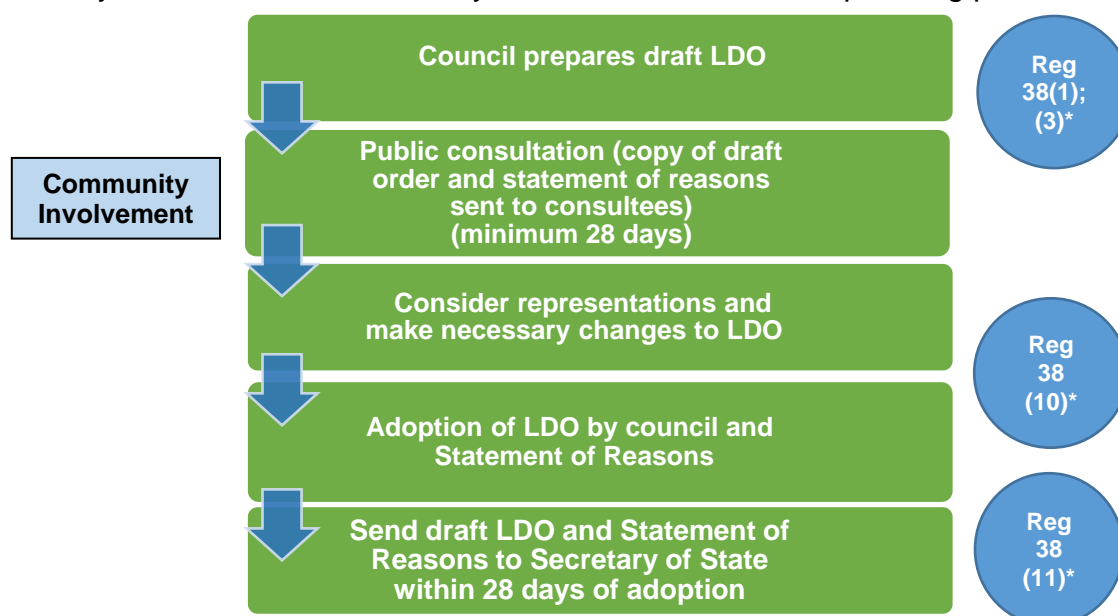 Council prepares draft LDO
Reg
38(1);
(3)*
Public consultation (copy of draft
order and statement of reasons
sent to consultees)
(minimum 28 days)
Community
Involvement
Consider representations and
make necessary changes to LDO
Reg
38
(10)*
Adoption of LDO by council and
Statement of Reasons
Send draft LDO and Statement of
Reasons to Secretary of State
within 28 days of adoption
Reg
38
(11)*